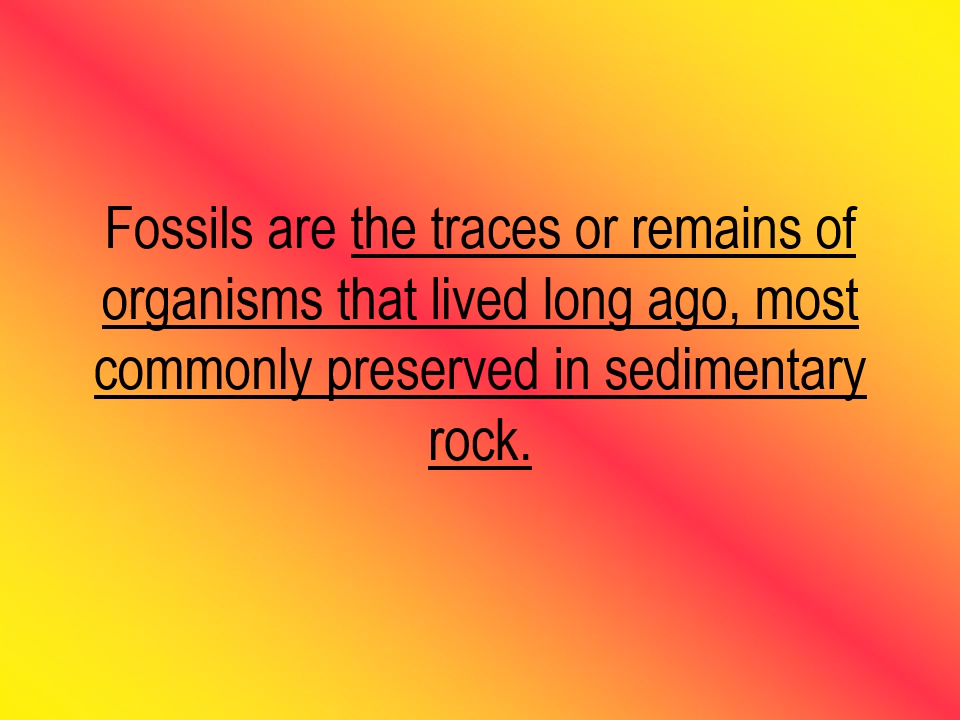 Fossils are the traces or remains of
organisms that lived long ago, most
commonly preserved in sedimentary
rock.